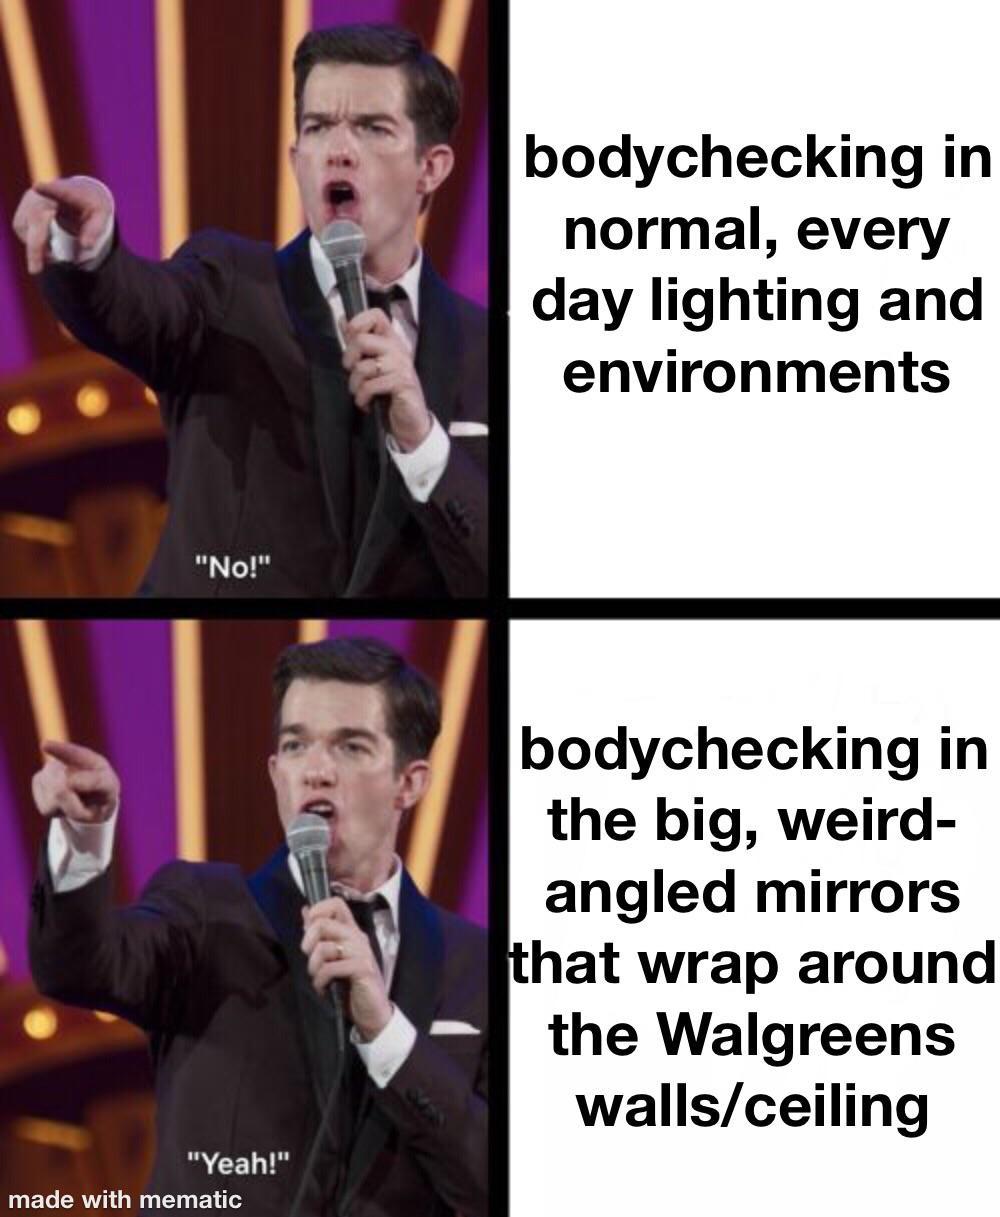 bodychecking in
normal, every
day lighting and
environments
"No!"
bodychecking in
the big, weird-
angled mirrors
that wrap around
the Walgreens
walls/ceiling
"Yeah!"
made with mematic